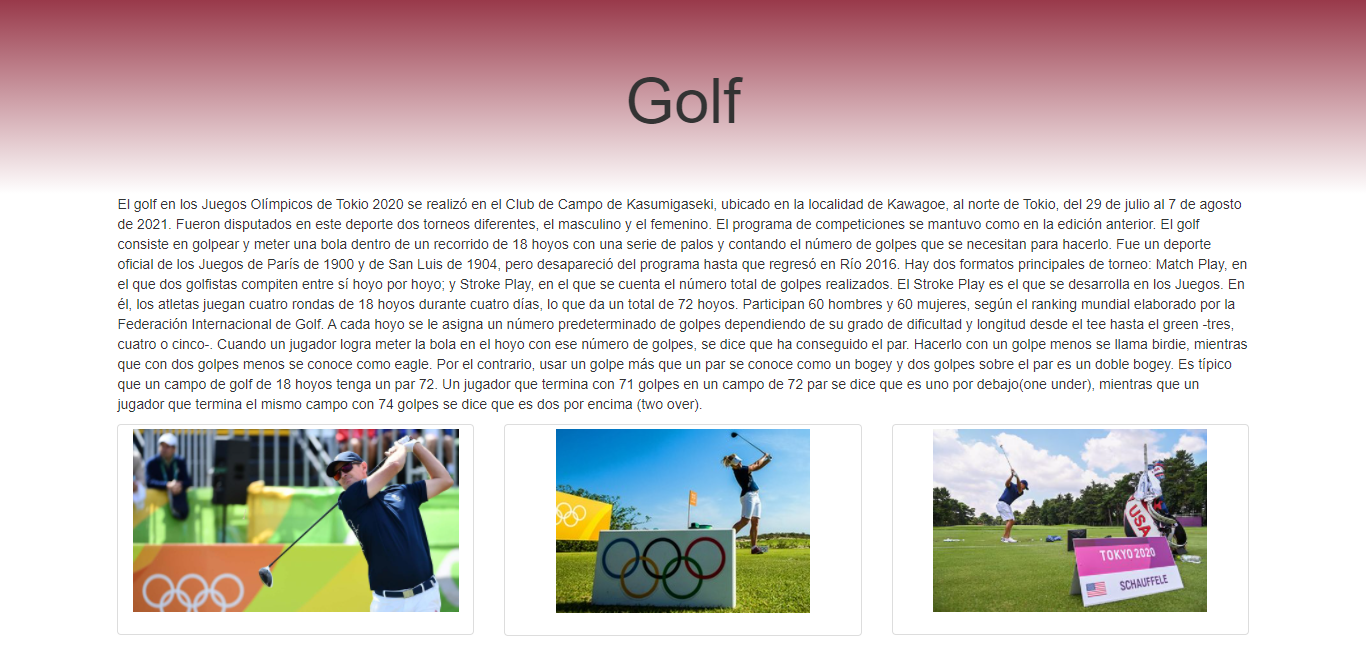 Golf
El golf en los Juegos Olímpicos de Tokio 2020 se realizó en el Club de Campo de Kasumigaseki, ubicado en la localidad de Kawagoe, al norte de Tokio, del 29 de julio al 7 de agosto
de 2021. Fueron disputados en este deporte dos torneos diferentes, el masculino y el femenino. El programa de competiciones se mantuvo como en la edición anterior. El golf
consiste en golpear y meter una bola dentro de un recorrido de 18 hoyos con una serie de palos y contando el número de golpes que se necesitan para hacerlo. Fue un deporte
oficial de los Juegos de París de 1900 y de San Luis de 1904, pero desapareció del programa hasta que regresó en Río 2016. Hay dos formatos principales de torneo: Match Play, en
el que dos golfistas compiten entre sí hoyo por hoyo; y Stroke Play, en el que se cuenta el número total de golpes realizados. El Stroke Play es el que se desarrolla en los Juegos. En
él, los atletas juegan cuatro rondas de 18 hoyos durante cuatro días, lo que da un total de 72 hoyos. Participan 60 hombres y 60 mujeres, según el ranking mundial elaborado por la
Federación Internacional de Golf. A cada hoyo se le asigna un número predeterminado de golpes dependiendo de su grado de dificultad y longitud desde el tee hasta el green -tres,
cuatro o cinco-. Cuando un jugador logra meter la bola en el hoyo con ese número de golpes, se dice que ha conseguido el par. Hacerlo con un golpe menos se llama birdie, mientras
que con dos golpes menos se conoce como eagle. Por el contrario, usar un golpe más que un par se conoce como un bogey y dos golpes sobre el par es un doble bogey. Es típico
que un campo de golf de 18 hoyos tenga un par 72. Un jugador que termina con 71 golpes en un campo de 72 par se dice que es uno por debajo(one under), mientras que un
jugador que termina el mismo campo con 74 golpes se dice que es dos por encima (two over).
USA
TOKYO 2020
SCHAUFFELE